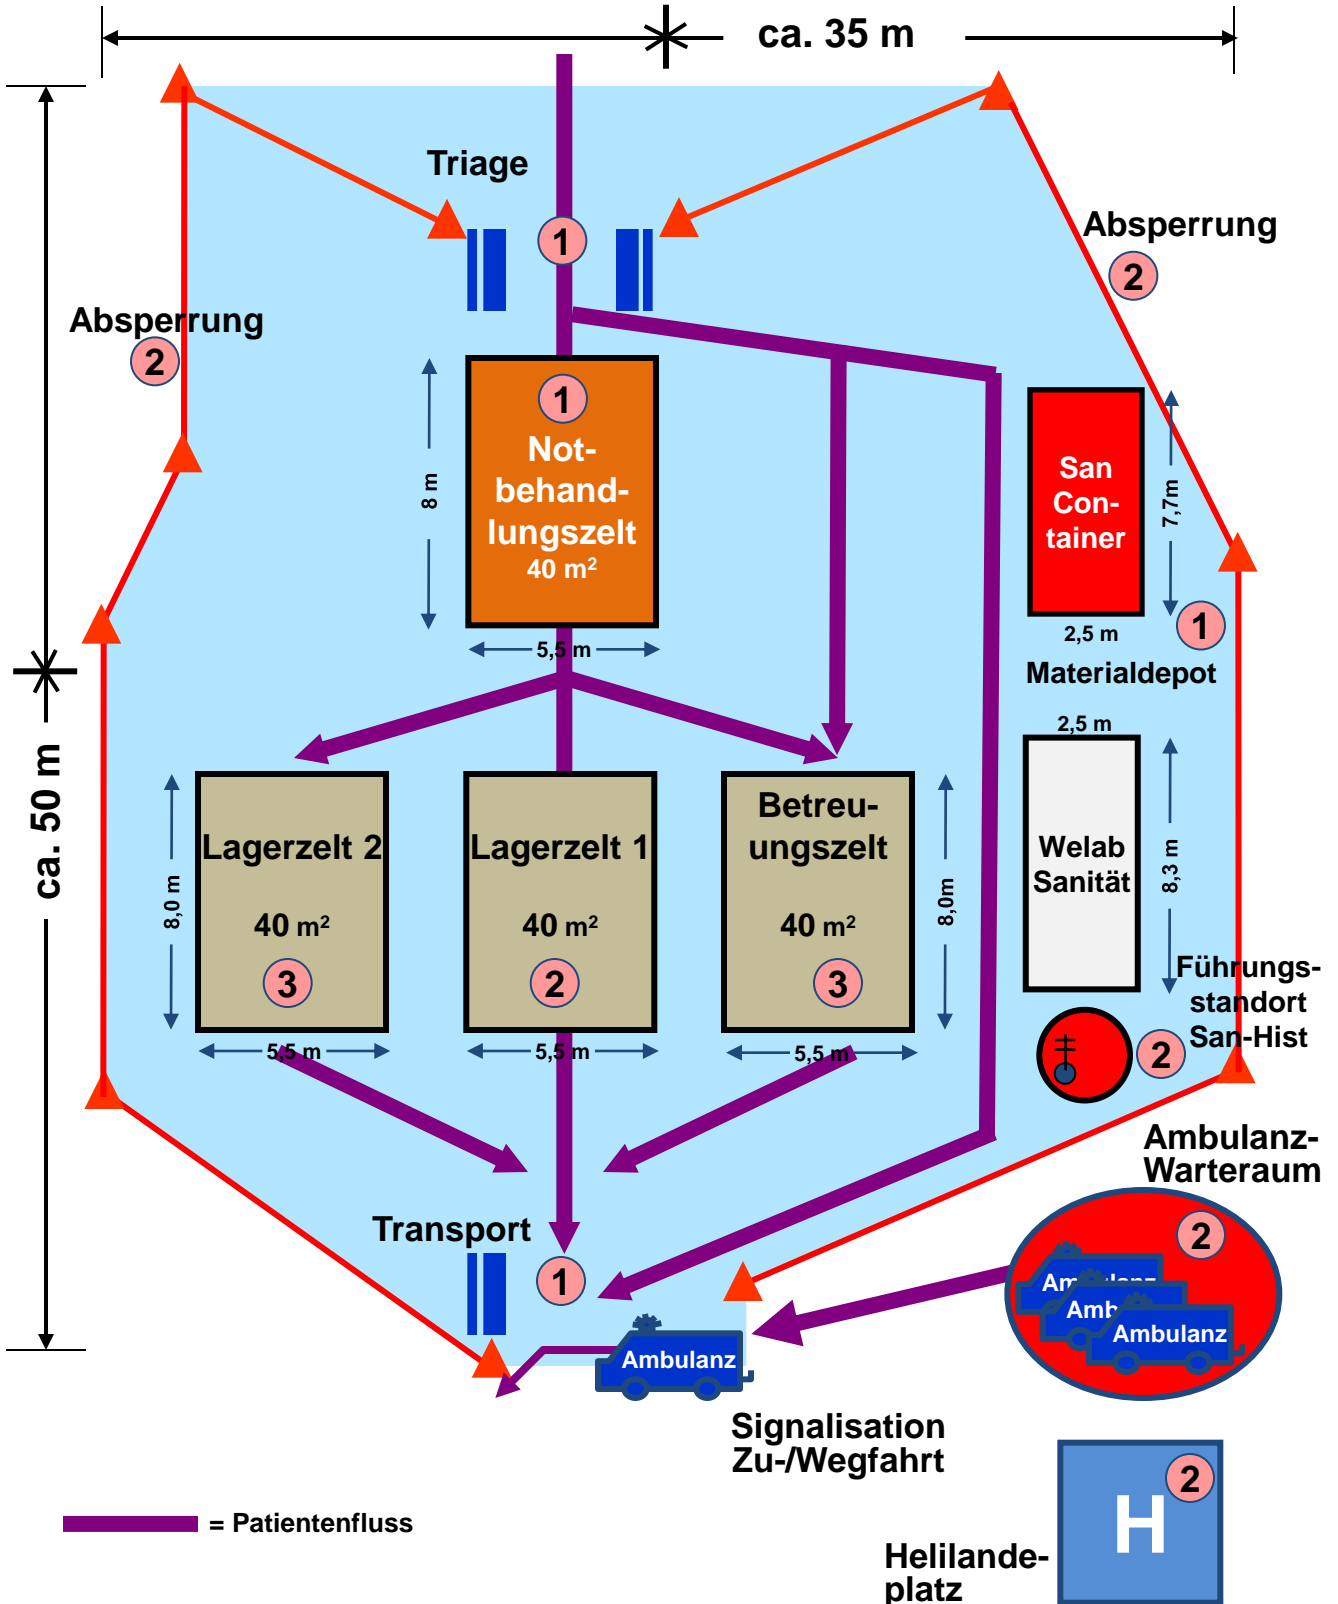 ca. 35 m
Triage
1
Absperrung
2
Absperrung
2
1
Not-
behand-
lungszelt
40 m²
8 m
5,5 m
San
Con-
tainer
7,7m
2,5 m
1
Materialdepot
2,5 m
ca. 50 m
Lagerzelt 2
40 m²
3
8,0 m
5,5 m
Lagerzelt 1
40 m²
2
5,5 m
Betreu-
ungszelt
40 m²
3
8,0m
5,5 m
Welab
Sanität
8,3 m
Führungs-
standort
San-Hist
2
Ambulanz-
Warteraum
2
Ambulanz
Amb
Ambulanz
Transport
1
Ambulanz
Signalisation
Zu-/Wegfahrt
2
H
Helilande-
platz
= Patientenfluss